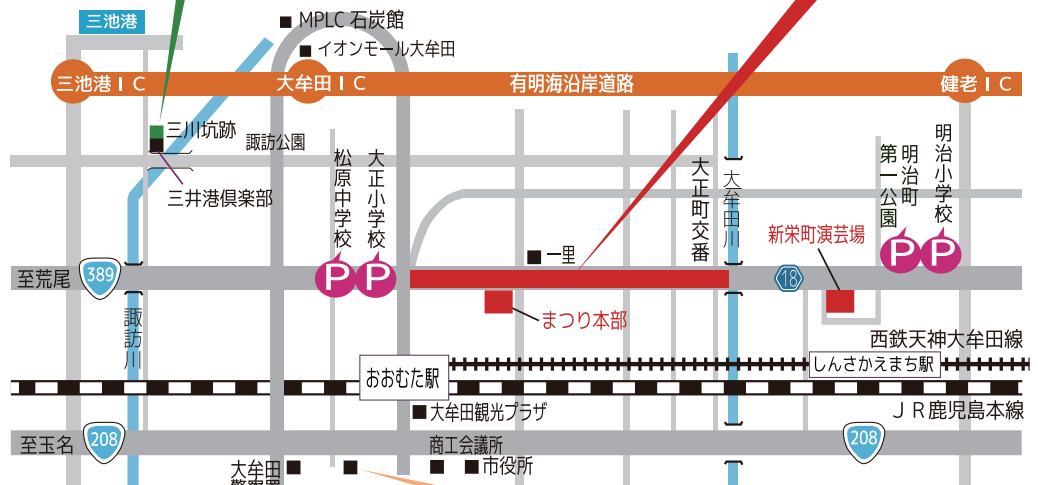 三池港
MPLC 石炭館
イオンモール大牟田
三池港ＩＣ
大牟田ＩＣ
有明海沿岸道路
健老ＩＣ
三川坑跡
諏訪公園
三井港倶楽部
松原中学校
大正小学校
大正町交番
大牟田川
第一公園
明治町
明治小学校
一里
新栄町演芸場
至荒尾
389
P
P
18
P
P
まつり本部
諏訪川
西鉄天神大牟田線
おおむた駅
しんさかえまち駅
ＪＲ鹿児島本線
大牟田観光プラザ
至玉名
208
商工会議所
208
大牟田
警察署
市役所